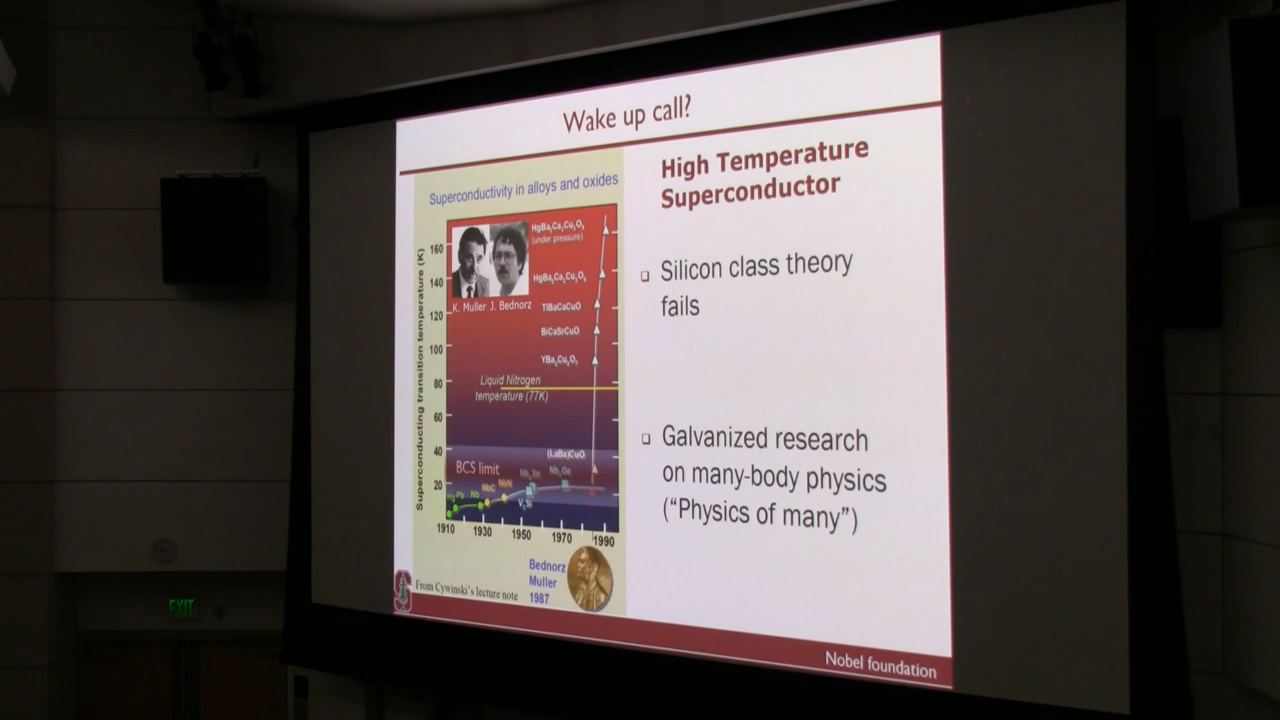 Wake up call?
Superconductivity in alloys and oxides
Superconducting transition temperature (K)
160
140
120
100
80
60
40
20
1910
1930
1950
1970
1990
HgBa₂Ca₂Cu₃O₈
(under pressure)
K. Muller J. Bednorz
HgBa₂Ca₂Cu₃O₈
TlBaCaCuO
BiCaSrCuO
YBa₂Cu₃O₇
Liquid Nitrogen
temperature (77K)
(LaBa)CuO
BCS limit
Hg
Pb
Nb
NbC
NbN
Nb₃Sn
V₃Si
Nb₃Ge
Bednorz
Muller
1987
From Cywinski's lecture note
High Temperature
Superconductor
Silicon class theory
fails
Galvanized research
on many-body physics
(“Physics of many”)
Nobel foundation
EXIT